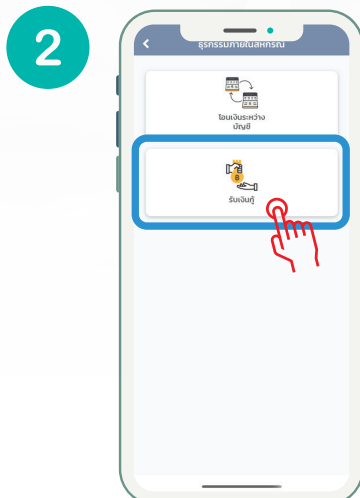 2
ธุรกรรมภายในสหกรณ์
โอนเงินระหว่าง
บัญชี
รับเงินกู้